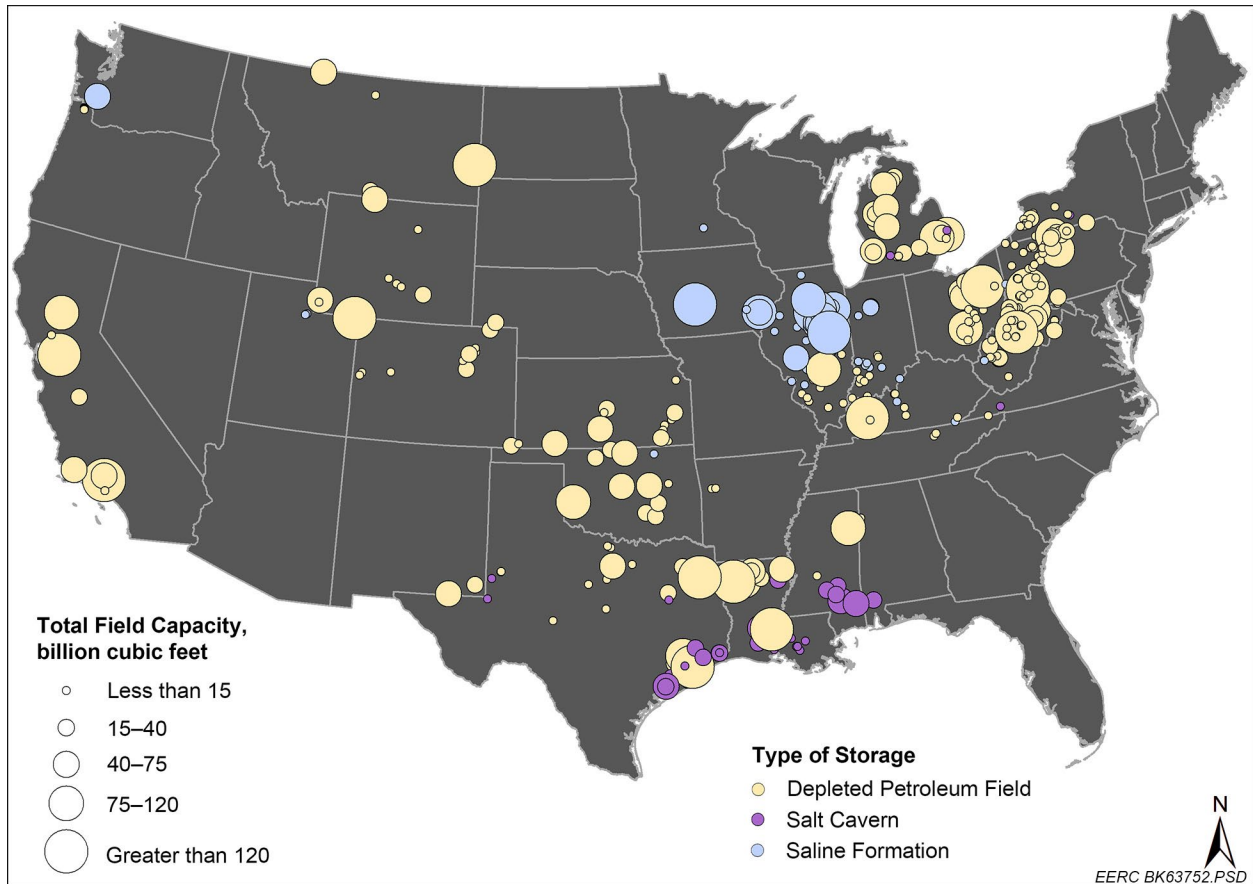 Total Field Capacity,
billion cubic feet
Less than 15
15–40
40–75
75–120
Greater than 120
Type of Storage
Depleted Petroleum Field
Salt Cavern
Saline Formation
N
EERC BK63752.PSD